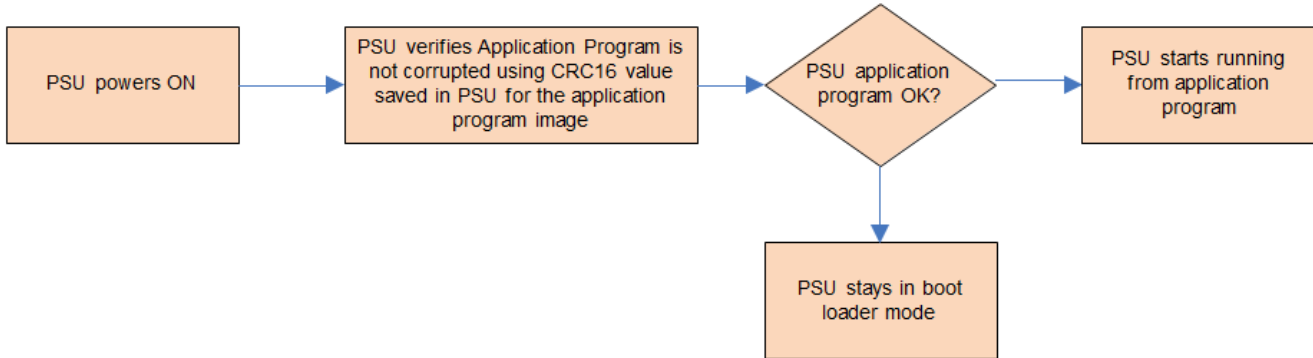 PSU powers ON
PSU verifies Application Program is
not corrupted using CRC16 value
saved in PSU for the application
program image
PSU application
program OK?
PSU starts running
from application
program
PSU stays in boot
loader mode